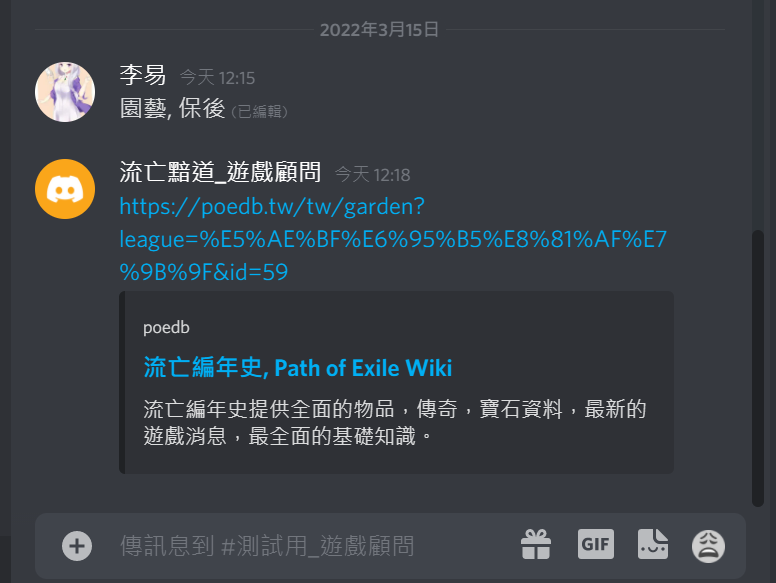 2022年3月15日
李易 今天 12:15
園藝, 保後 (已編輯)
流亡黯道_遊戲顧問 今天 12:18
https://poedb.tw/tw/garden?
league=%E5%AE%BF%E6%95%B5%E8%81%AF%E7
%9B%9F&id=59
poedb
流亡編年史, Path of Exile Wiki
流亡編年史提供全面的物品，傳奇，寶石資料，最新的
遊戲消息，最全面的基礎知識。
傳訊息到 #測試用_遊戲顧問
GIF